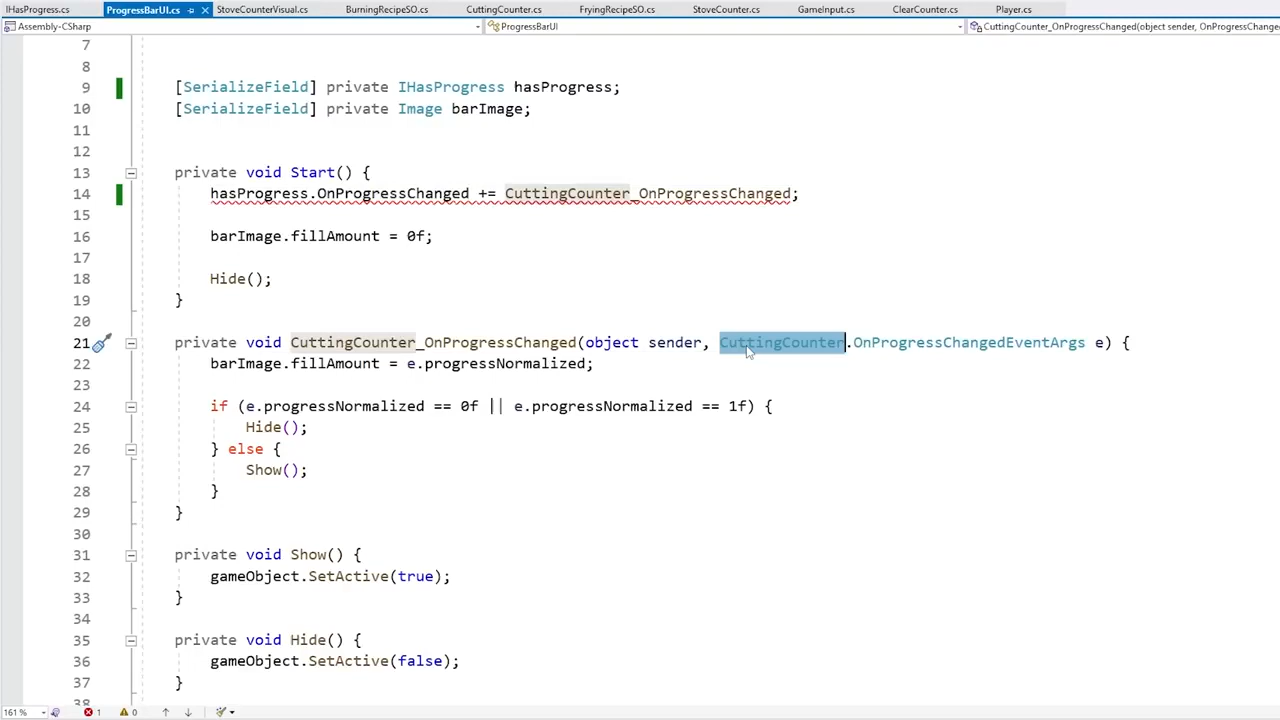 IHasProgress.cs ProgressBarUI.cs StoveCounterVisual.cs BurningRecipeSO.cs CuttingCounter.cs FryingRecipeSO.cs StoveCounter.cs GameInput.cs ClearCounter.cs Player.cs
Assembly-CSharp ProgressBarUI CuttingCounter_OnProgressChanged(object sender, OnProgressChange
7
8
9 [SerializeField] private IHasProgress hasProgress;
10 [SerializeField] private Image barImage;
11
12
13 private void Start() {
14 hasProgress.OnProgressChanged += CuttingCounter_OnProgressChanged;
15
16 barImage.fillAmount = 0f;
17
18 Hide();
19 }
20
21 private void CuttingCounter_OnProgressChanged(object sender, CuttingCounter.OnProgressChangedEventArgs e) {
22 barImage.fillAmount = e.progressNormalized;
23
24 if (e.progressNormalized == 0f || e.progressNormalized == 1f) {
25 Hide();
26 } else {
27 Show();
28 }
29 }
30
31 private void Show() {
32 gameObject.SetActive(true);
33 }
34
35 private void Hide() {
36 gameObject.SetActive(false);
37 }
38
161 % 1 0